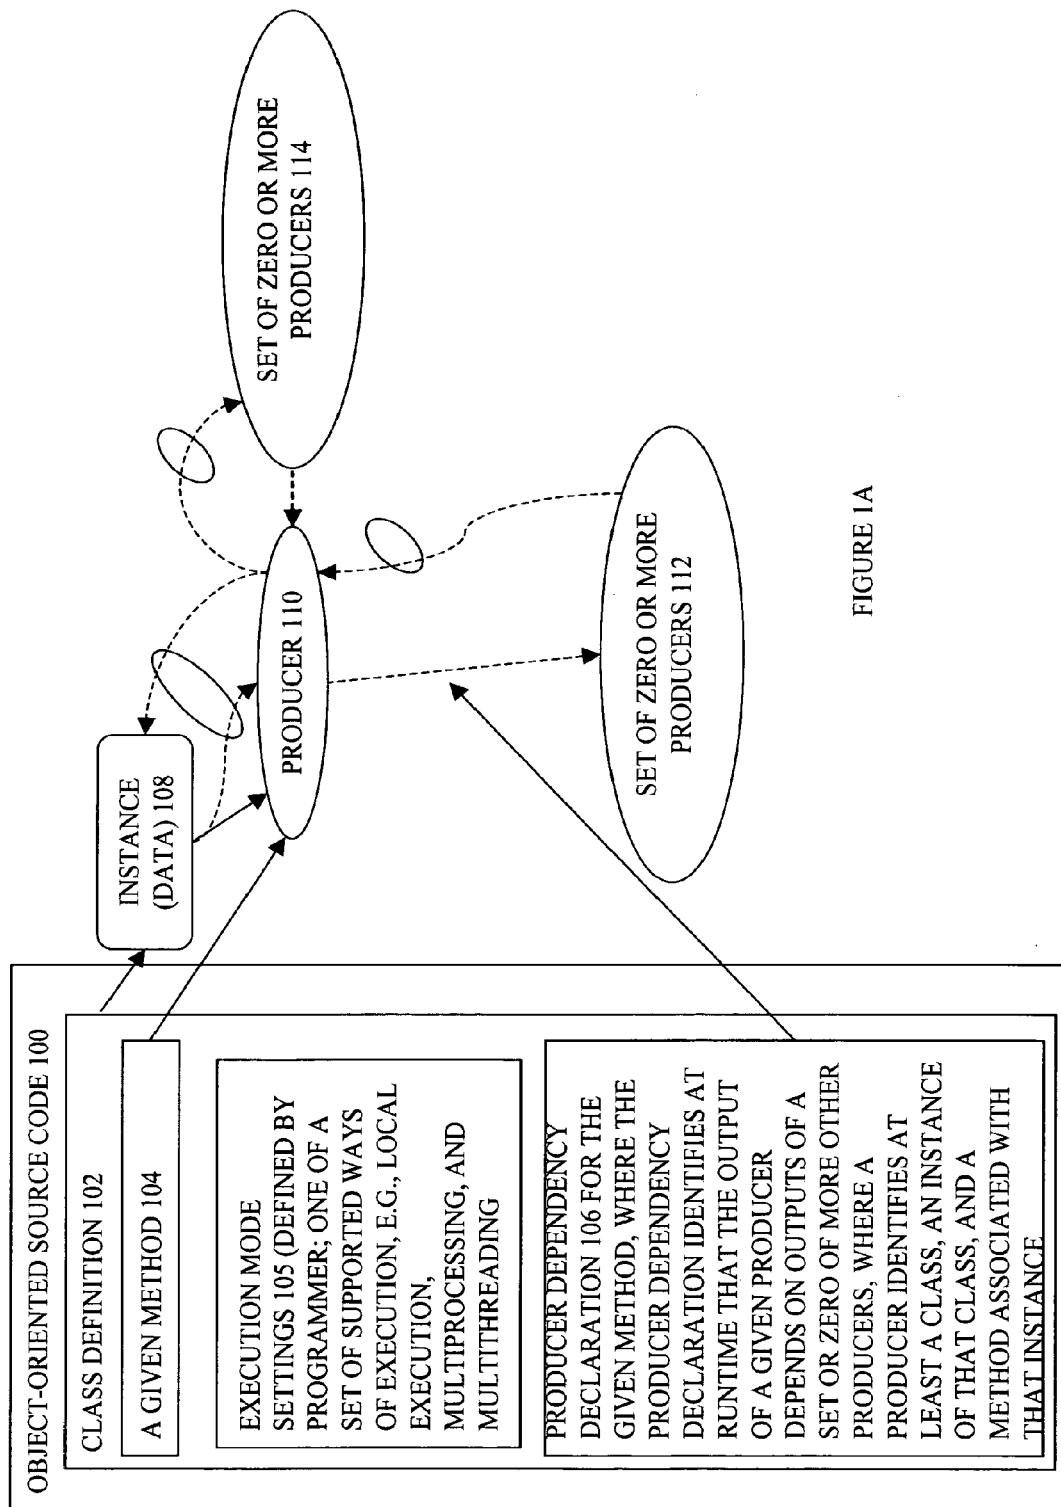 OBJECT-ORIENTED SOURCE CODE 100
CLASS DEFINITION 102
A GIVEN METHOD 104
EXECUTION MODE
SETTINGS 105 (DEFINED BY
PROGRAMMER; ONE OF A
SET OF SUPPORTED WAYS
OF EXECUTION, E.G., LOCAL
EXECUTION,
MULTIPROCESSING, AND
MULTITHREADING
PRODUCER DEPENDENCY
DECLARATION 106 FOR THE
GIVEN METHOD, WHERE THE
PRODUCER DEPENDENCY
DECLARATION IDENTIFIES AT
RUNTIME THAT THE OUTPUT
OF A GIVEN PRODUCER
DEPENDS ON OUTPUTS OF A
SET OR ZERO OF MORE OTHER
PRODUCERS, WHERE A
PRODUCER IDENTIFIES AT
LEAST A CLASS, AN INSTANCE
OF THAT CLASS, AND A
METHOD ASSOCIATED WITH
THAT INSTANCE
INSTANCE
(DATA) 108
PRODUCER 110
SET OF ZERO OR MORE
PRODUCERS 114
SET OF ZERO OR MORE
PRODUCERS 112
FIGURE 1A